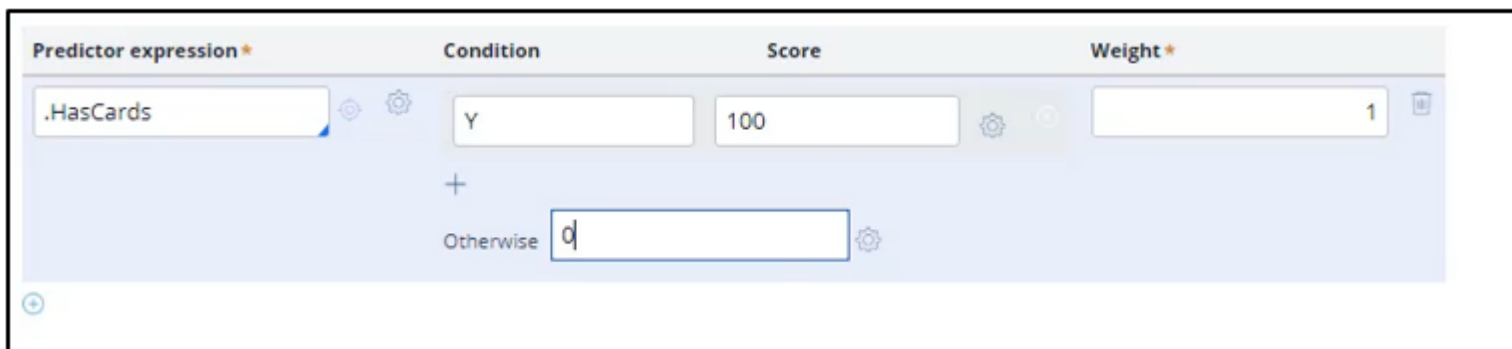 Predictor expression★ Condition Score Weight★
.HasCards Y 100 1
Otherwise 0